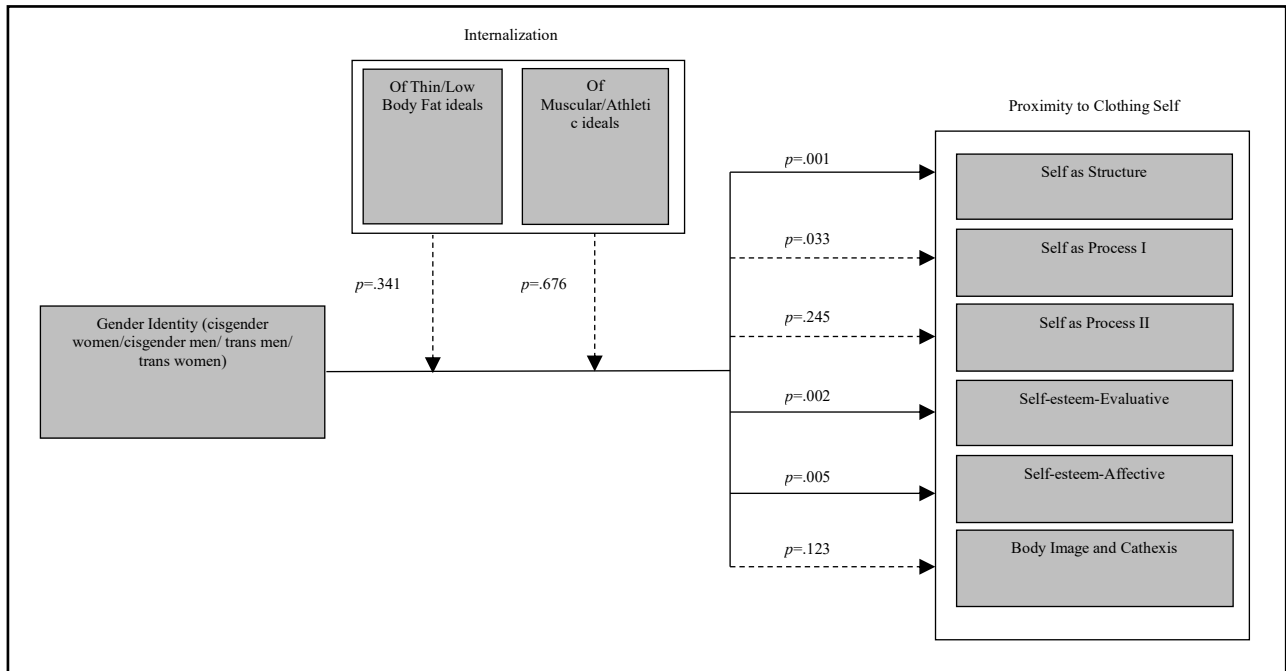 Internalization
Of Thin/Low
Body Fat ideals
Of
Muscular/Athleti
c ideals
Proximity to Clothing Self
p=.001
Self as Structure
p=.033
Self as Process I
p=.341
p=.676
p=.245
Self as Process II
Gender Identity (cisgender
women/cisgender men/ trans men/
trans women)
p=.002
Self-esteem-Evaluative
p=.005
Self-esteem-Affective
p=.123
Body Image and Cathexis